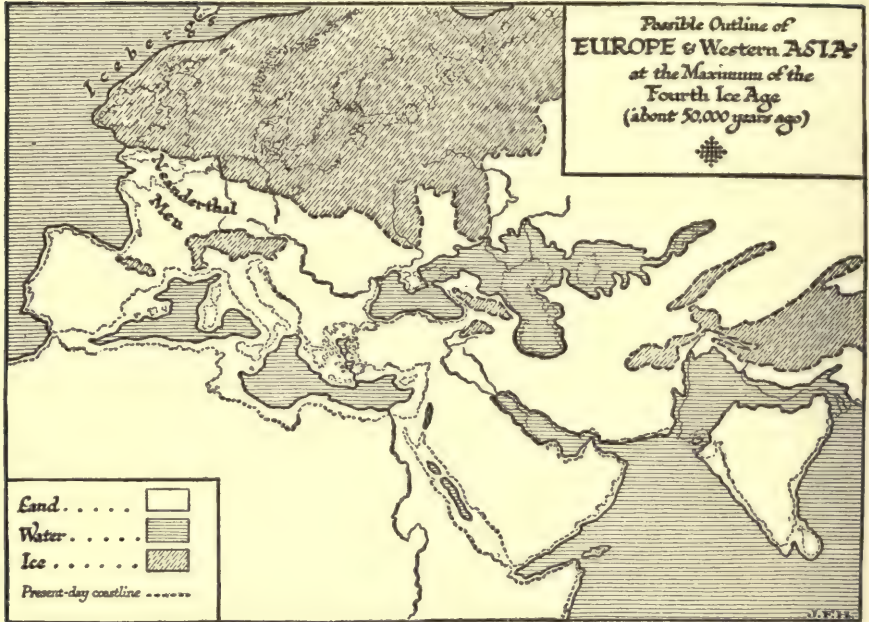 Possible Outline of
EUROPE & Western ASIA
at the Maximum of the
Fourth Ice Age
(about 50,000 years ago)
Icebergs
Neanderthal
Men
Land . . . . . .
Water . . . . . .
Ice . . . . . .
Present-day coastline ------
J.F.H.